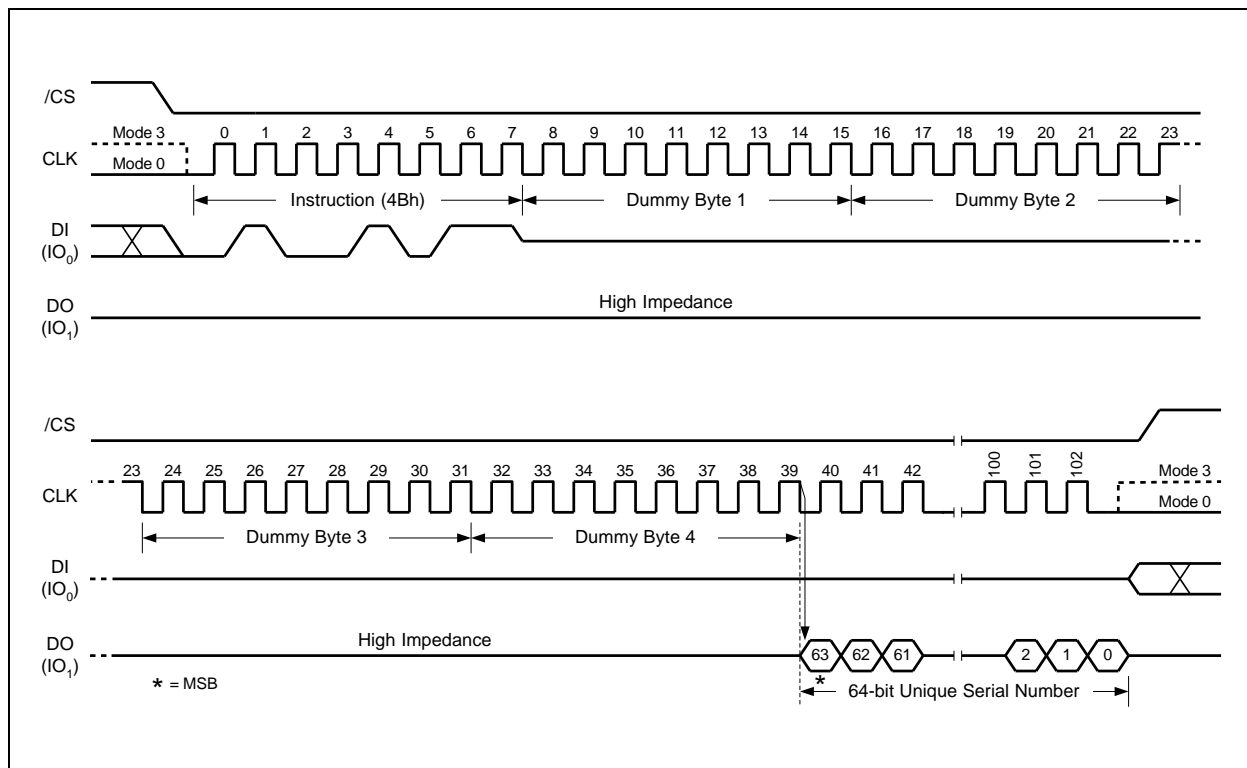 /CS
Mode 3
0 1 2 3 4 5 6 7 8 9 10 11 12 13 14 15 16 17 18 19 20 21 22 23
CLK
Mode 0
Instruction (4Bh)
Dummy Byte 1
Dummy Byte 2
DI
(IO0)
High Impedance
DO
(IO1)
/CS
23 24 25 26 27 28 29 30 31 32 33 34 35 36 37 38 39 40 41 42 100 101 102
Mode 3
CLK
Mode 0
Dummy Byte 3
Dummy Byte 4
DI
(IO0)
High Impedance
DO
(IO1)
63 62 61 2 1 0
* = MSB
*
64-bit Unique Serial Number